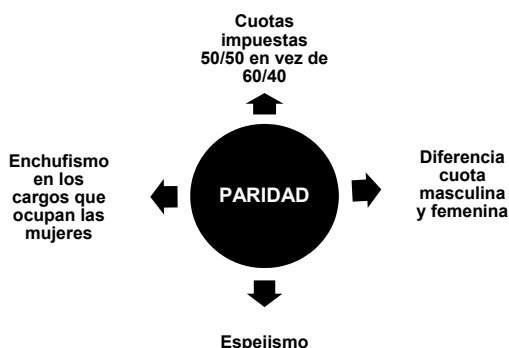 Cuotas
impuestas
50/50 en vez de
60/40
Enchufismo
en los
cargos que
ocupan las
mujeres
PARIDAD
Diferencia
cuota
masculina
y femenina
Espejismo